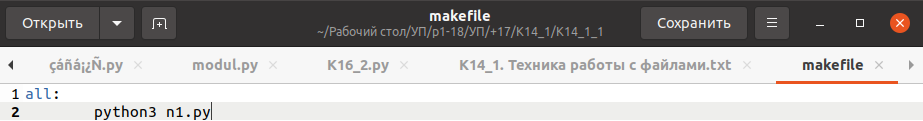 Открыть
makefile
~/Рабочий стол/УП/p1-18/УП/+17/K14_1/K14_1_1
Сохранить
çáñá¡¿Ñ.py
modul.py
K16_2.py
K14_1. Техника работы с файлами.txt
makefile
1 all:
2 python3 n1.py